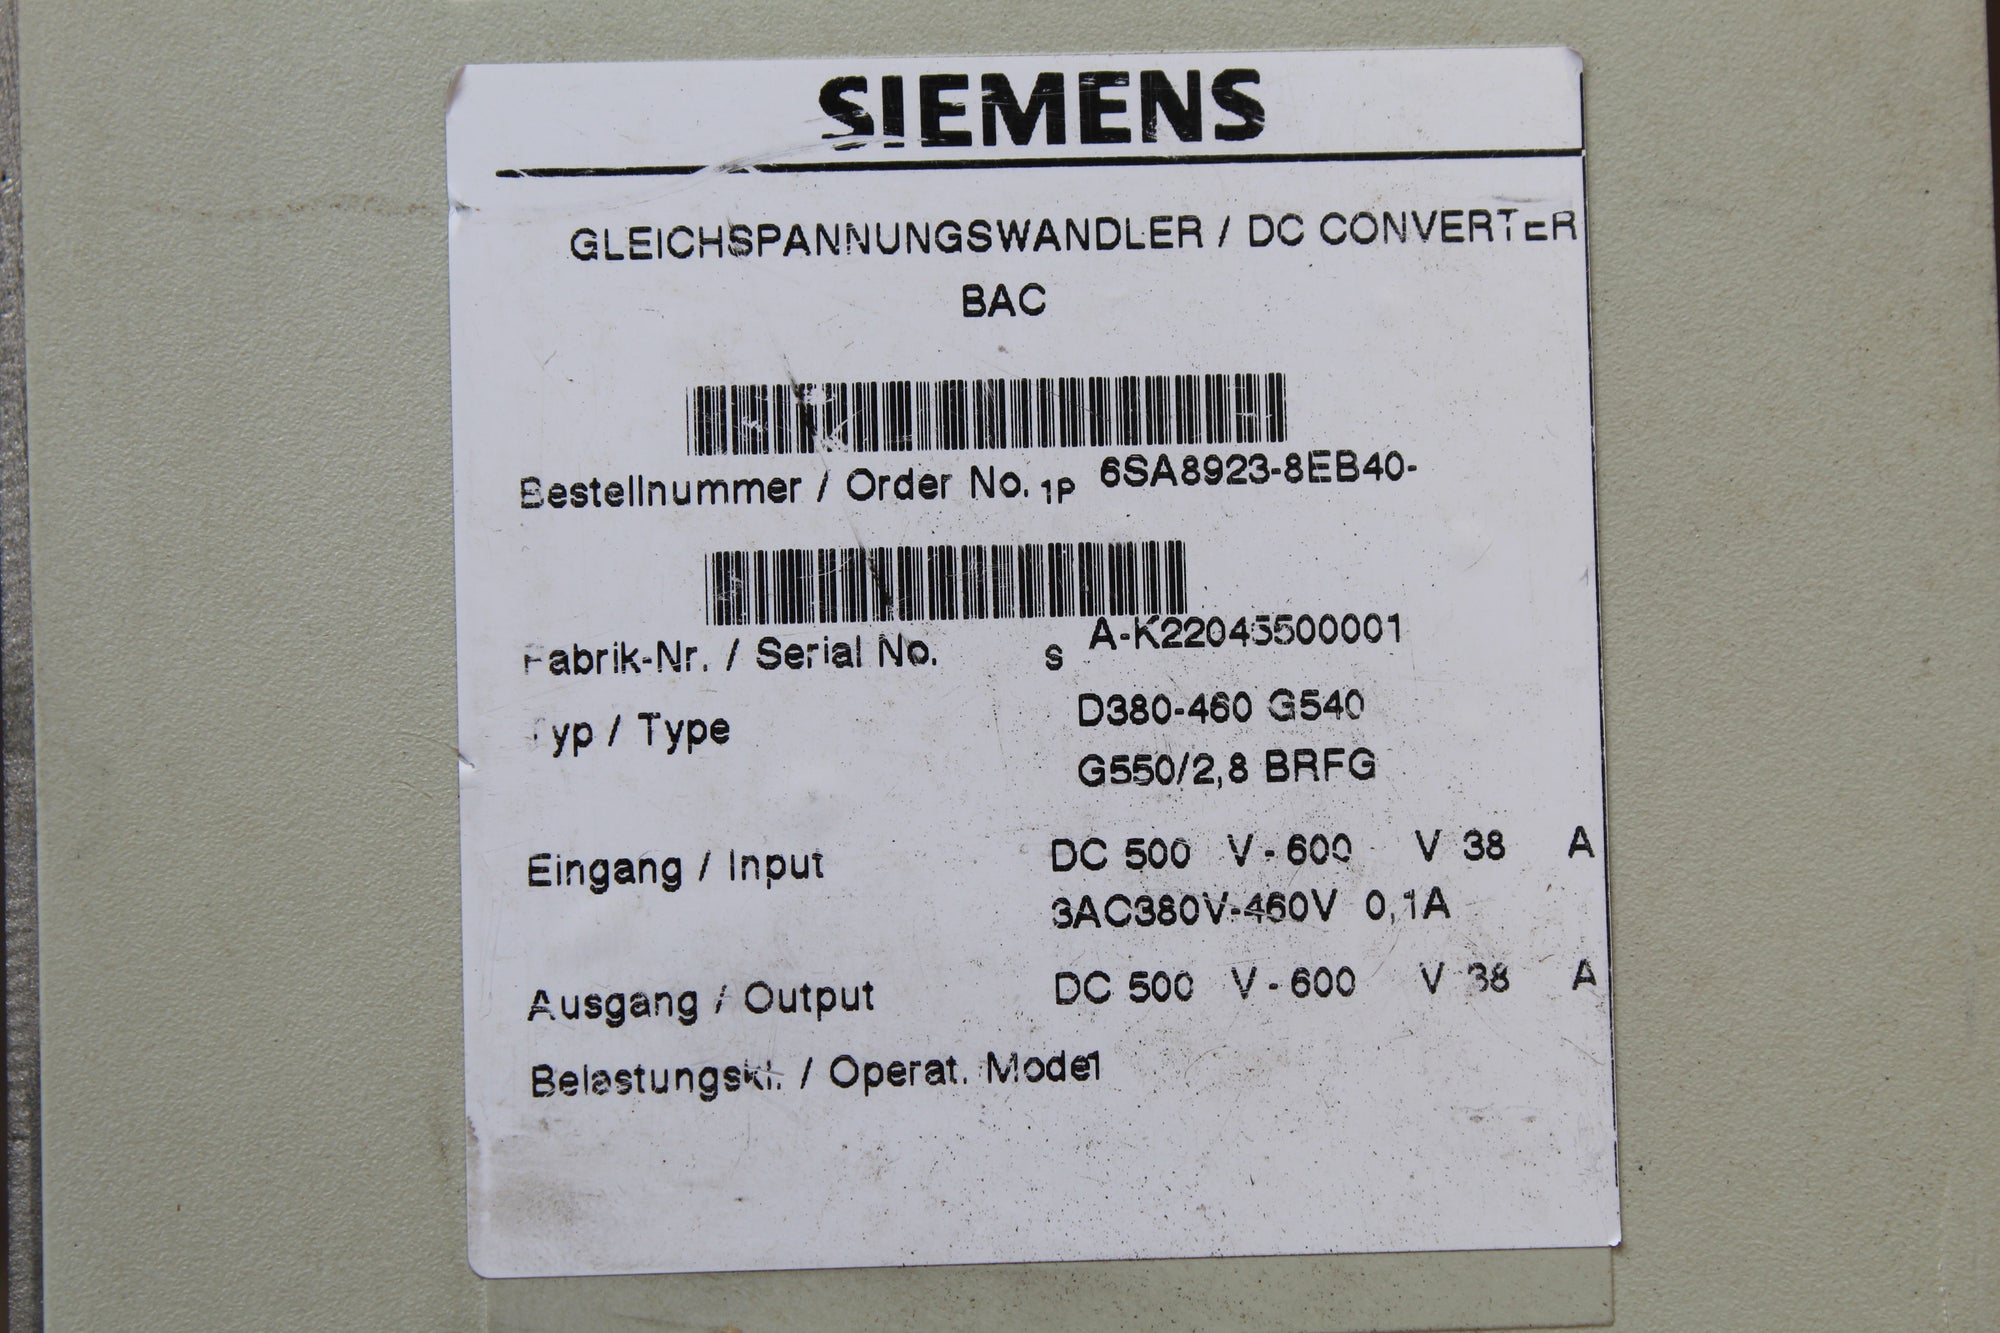 SIEMENS
GLEICHSPANNUNGSWANDLER / DC CONVERTER
BAC
Bestellnummer / Order No. 1P 6SA8923-8EB40-
Fabrik-Nr. / Serial No. S A-K22045500001
Typ / Type D380-460 G540
G550/2,8 BRFG
Eingang / Input DC 500 V - 600 V 38 A
3AC380V-460V 0,1A
Ausgang / Output DC 500 V - 600 V 38 A
Belastungskl. / Operat. Model